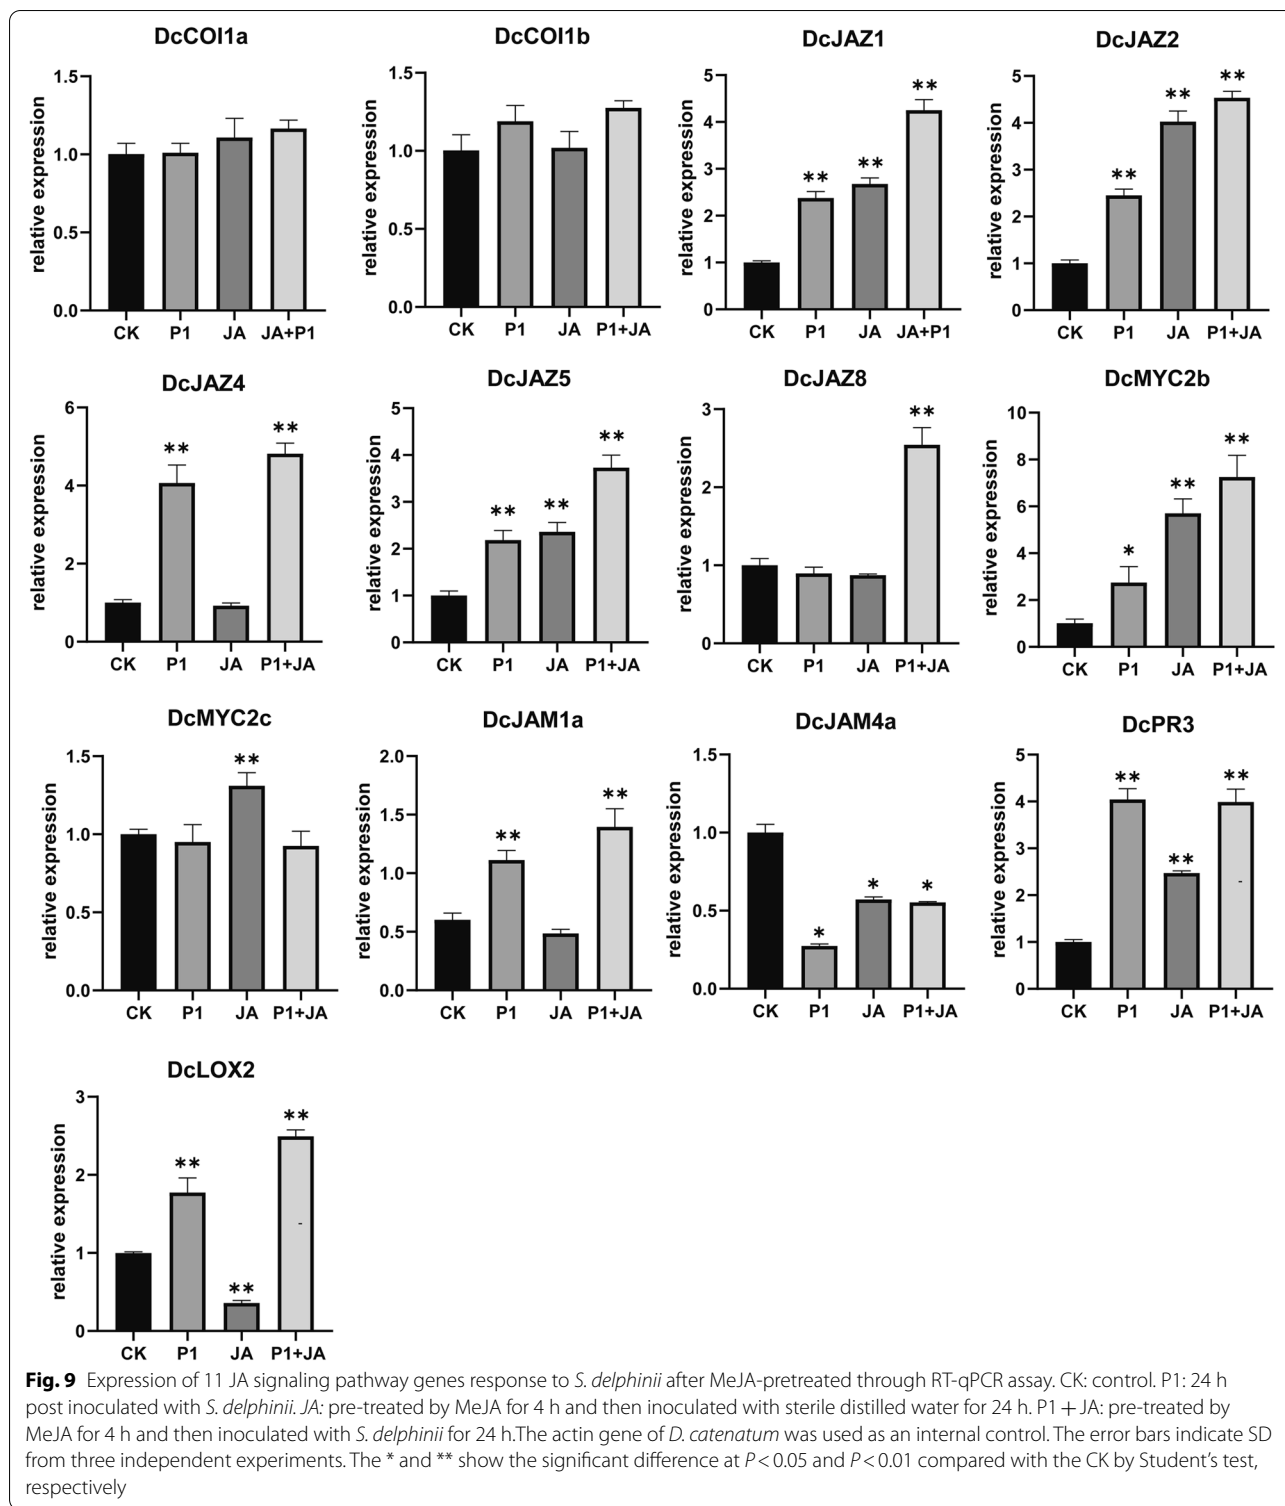 DcCOI1a
relative expression
1.5
1.0
0.5
0.0
CK P1 JA JA+P1
DcCOI1b
relative expression
1.5
1.0
0.5
0.0
CK P1 JA P1+JA
DcJAZ1
relative expression
5
4
3
2
1
0
** ** **
CK P1 JA JA+P1
DcJAZ2
relative expression
5
4
3
2
1
0
** ** **
CK P1 JA P1+JA
DcJAZ4
relative expression
6
4
2
0
** **
CK P1 JA P1+JA
DcJAZ5
relative expression
5
4
3
2
1
0
** ** **
CK P1 JA P1+JA
DcJAZ8
relative expression
3
2
1
0
**
CK P1 JA P1+JA
DcMYC2b
relative expression
10
8
6
4
2
0
* ** **
CK P1 JA P1+JA
DcMYC2c
relative expression
1.5
1.0
0.5
0.0
**
CK P1 JA P1+JA
DcJAM1a
relative expression
2.0
1.5
1.0
0.5
0.0
** **
CK P1 JA P1+JA
DcJAM4a
relative expression
1.5
1.0
0.5
0.0
* * *
CK P1 JA P1+JA
DcPR3
relative expression
5
4
3
2
1
0
** ** **
CK P1 JA P1+JA
DcLOX2
relative expression
3
2
1
0
** ** **
CK P1 JA P1+JA
Fig. 9 Expression of 11 JA signaling pathway genes response to S. delphinii after MeJA-pretreated through RT-qPCR assay. CK: control. P1: 24 h
post inoculated with S. delphinii. JA: pre-treated by MeJA for 4 h and then inoculated with sterile distilled water for 24 h. P1 + JA: pre-treated by
MeJA for 4 h and then inoculated with S. delphinii for 24 h.The actin gene of D. catenatum was used as an internal control. The error bars indicate SD
from three independent experiments. The * and ** show the significant difference at P < 0.05 and P < 0.01 compared with the CK by Student's test,
respectively